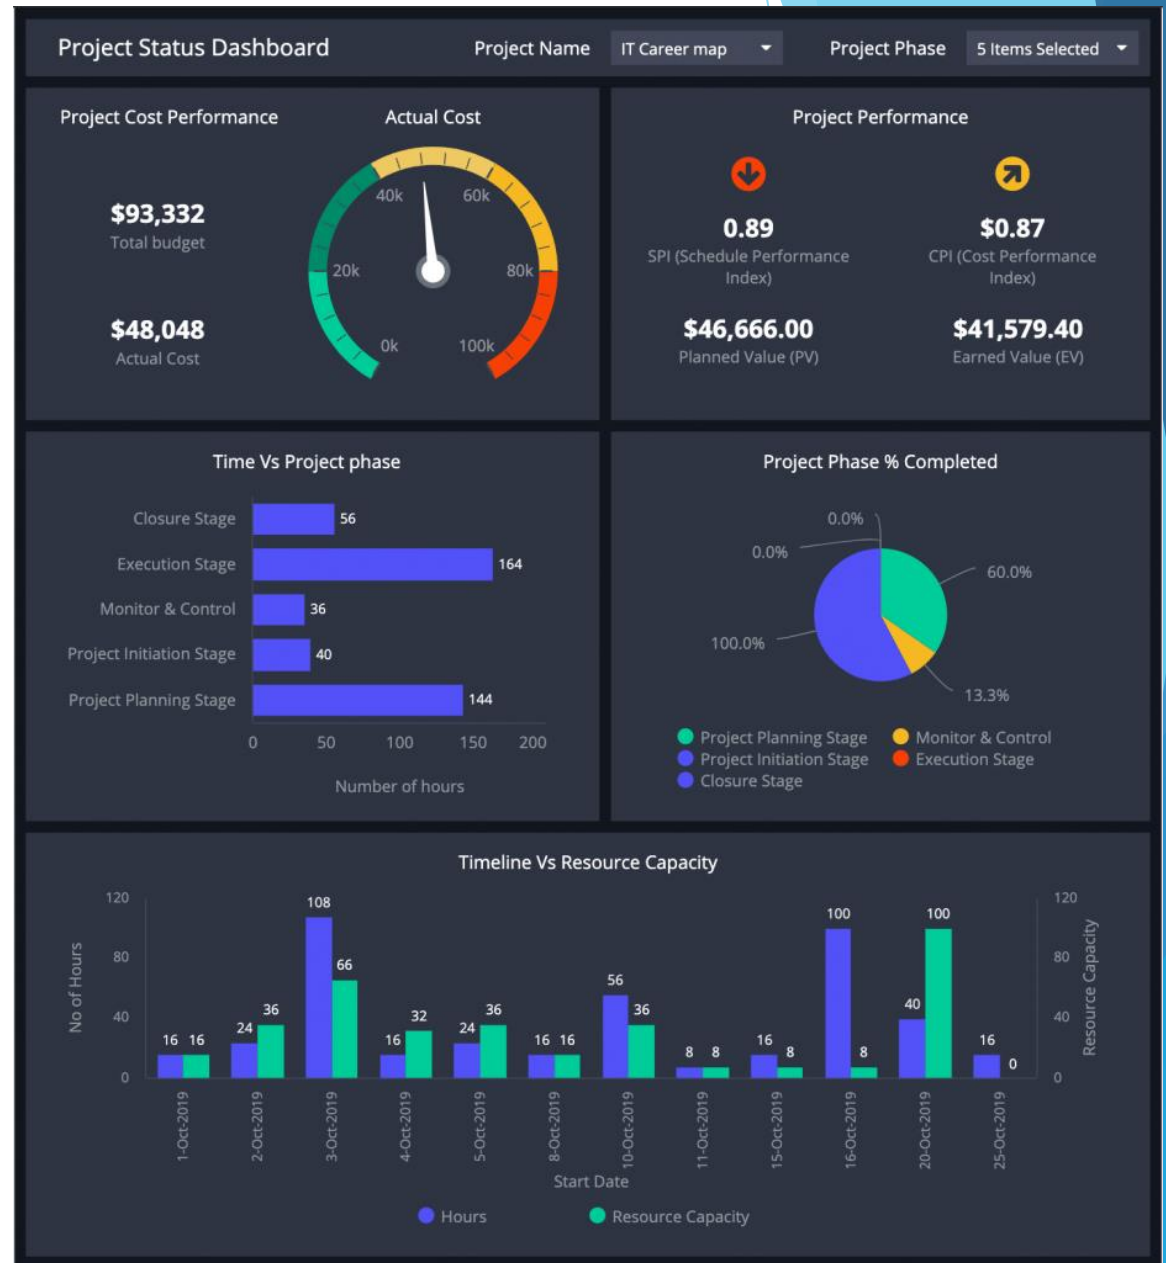 Project Status Dashboard
Project Name
IT Career map
Project Phase
5 Items Selected
Project Cost Performance
$93,332
Total budget
$48,048
Actual Cost
Actual Cost
0k
20k
40k
60k
80k
100k
Project Performance
0.89
SPI (Schedule Performance
Index)
$0.87
CPI (Cost Performance
Index)
$46,666.00
Planned Value (PV)
$41,579.40
Earned Value (EV)
Time Vs Project phase
Closure Stage 56
Execution Stage 164
Monitor & Control 36
Project Initiation Stage 40
Project Planning Stage 144
0 50 100 150 200
Number of hours
Project Phase % Completed
0.0%
0.0%
60.0%
100.0%
13.3%
Project Planning Stage
Monitor & Control
Project Initiation Stage
Execution Stage
Closure Stage
Timeline Vs Resource Capacity
No of Hours
120
80
40
0
16 16
24 36
108 66
16 32
24 36
16 16
56 36
8 8
16 8
100 8
40 100
16 0
120
80
40
0
Resource Capacity
1-Oct-2019
2-Oct-2019
3-Oct-2019
4-Oct-2019
5-Oct-2019
8-Oct-2019
10-Oct-2019
11-Oct-2019
15-Oct-2019
16-Oct-2019
20-Oct-2019
25-Oct-2019
Start Date
Hours
Resource Capacity